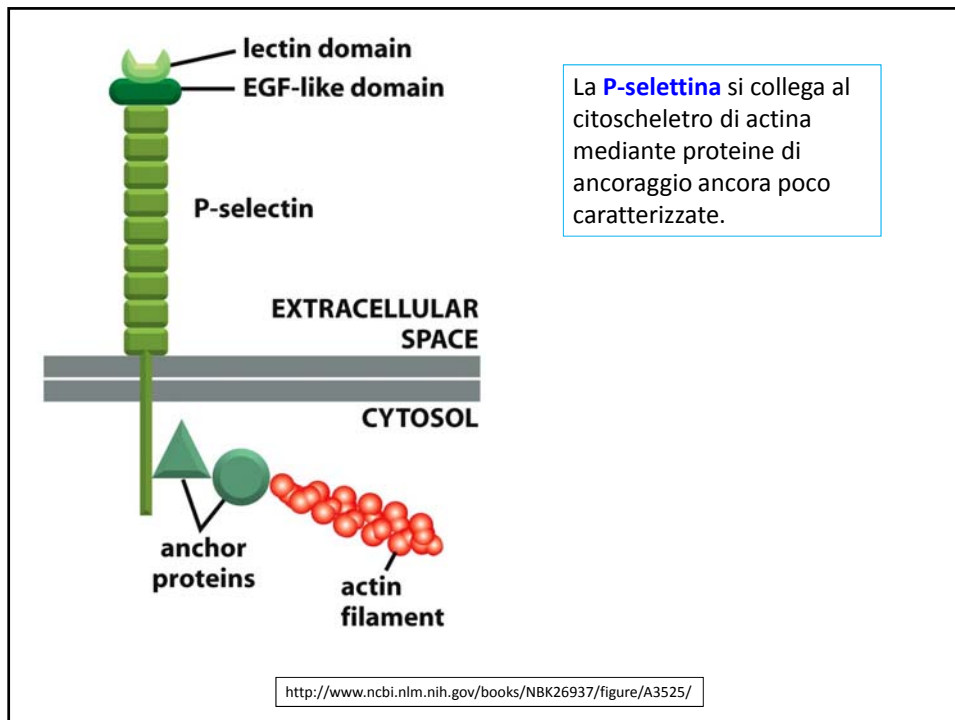 lectin domain
EGF-like domain
P-selectin
EXTRACELLULAR
SPACE
CYTOSOL
anchor
proteins
actin
filament
La P-selettina si collega al
citoscheletro di actina
mediante proteine di
ancoraggio ancora poco
caratterizzate.
http://www.ncbi.nlm.nih.gov/books/NBK26937/figure/A3525/